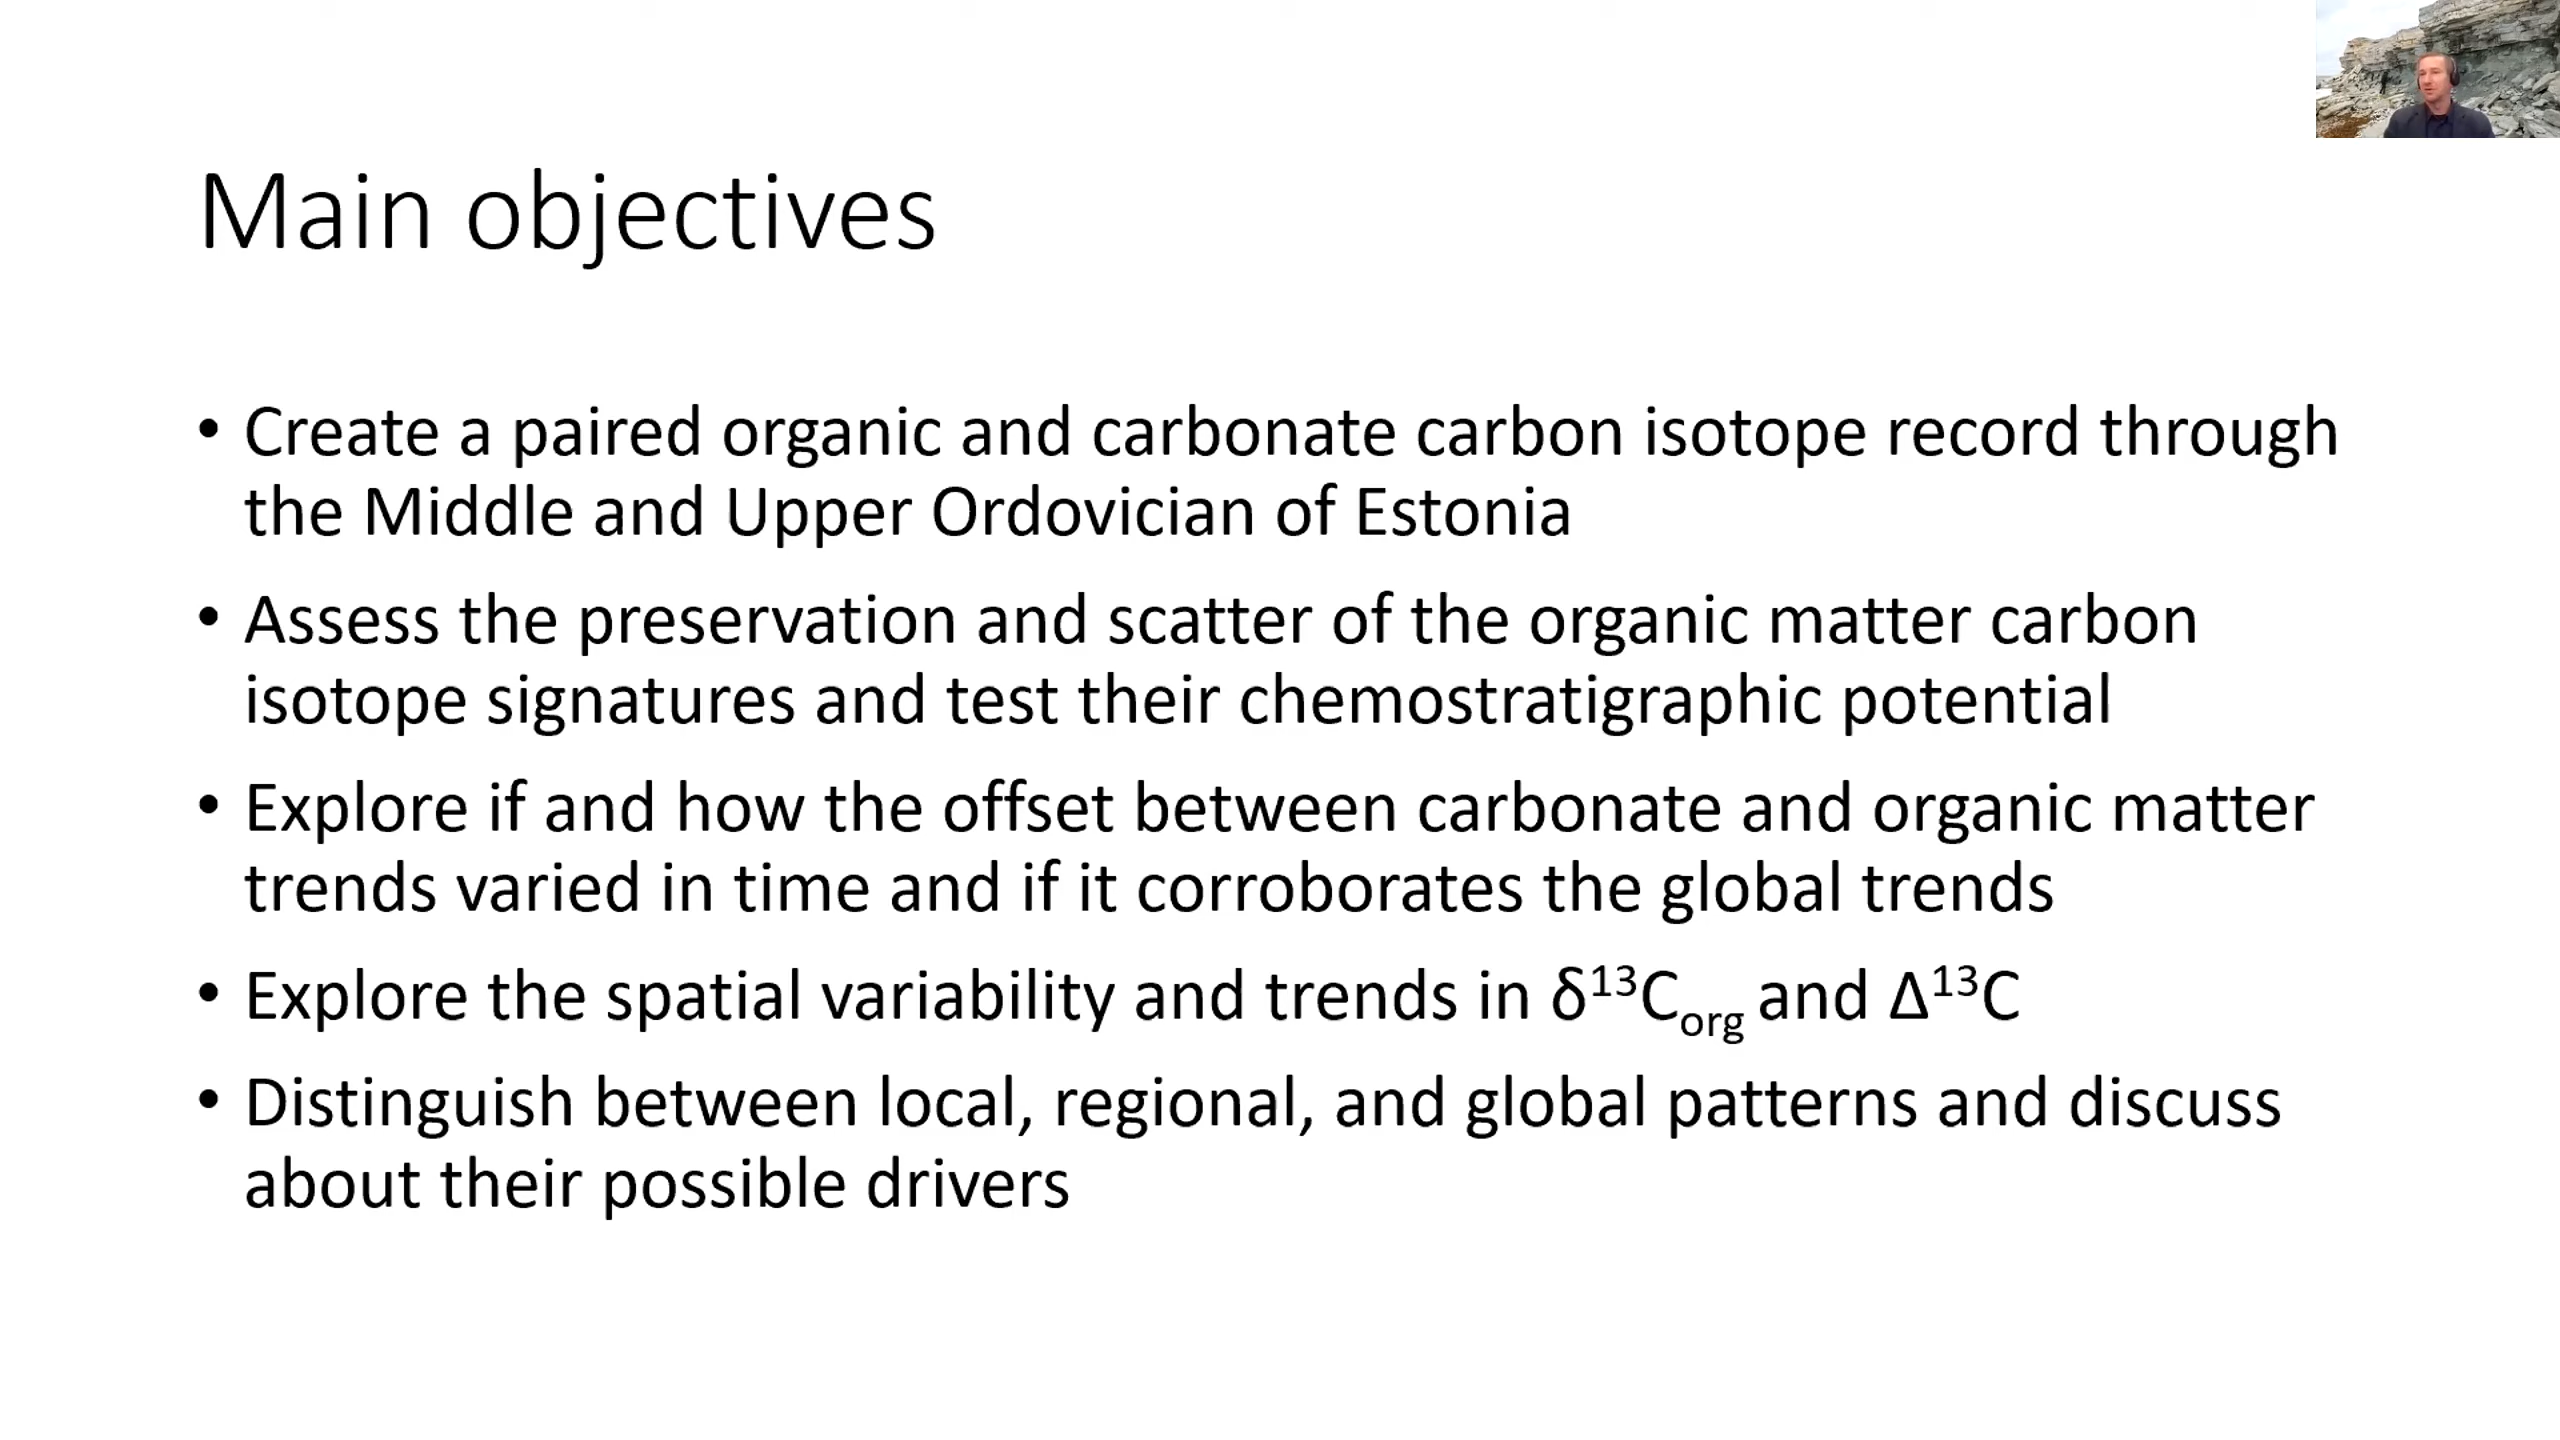 Main objectives
• Create a paired organic and carbonate carbon isotope record through
the Middle and Upper Ordovician of Estonia
• Assess the preservation and scatter of the organic matter carbon
isotope signatures and test their chemostratigraphic potential
• Explore if and how the offset between carbonate and organic matter
trends varied in time and if it corroborates the global trends
• Explore the spatial variability and trends in δ¹³C_org and Δ¹³C
• Distinguish between local, regional, and global patterns and discuss
about their possible drivers